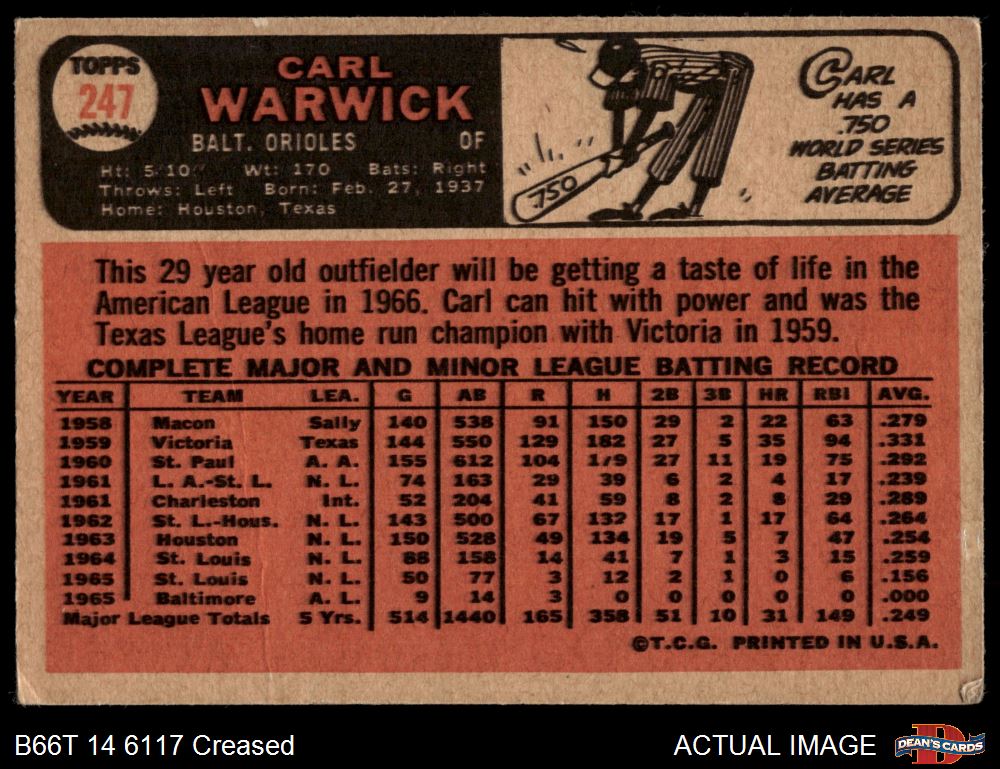 TOPPS
247
CARL
WARWICK
BALT. ORIOLES OF
Ht: 5'10" Wt: 170 Bats: Right
Throws: Left Born: Feb. 27, 1937
Home: Houston, Texas
.750
CARL
HAS A
.750
WORLD SERIES
BATTING
AVERAGE
This 29 year old outfielder will be getting a taste of life in the
American League in 1966. Carl can hit with power and was the
Texas League's home run champion with Victoria in 1959.
COMPLETE MAJOR AND MINOR LEAGUE BATTING RECORD
YEAR TEAM LEA. G AB R H 2B 3B HR RBI AVG.
1958 Macon Sally 140 538 91 150 29 2 22 63 .279
1959 Victoria Texas 144 550 129 182 27 5 35 94 .331
1960 St. Paul A. A. 155 612 104 179 27 11 19 75 .292
1961 L. A.-St. L. N. L. 74 163 29 39 6 2 4 17 .239
1961 Charleston Int. 52 204 41 59 8 2 8 29 .289
1962 St. L.-Hous. N. L. 143 500 67 132 17 1 17 64 .264
1963 Houston N. L. 150 528 49 134 19 5 7 47 .254
1964 St. Louis N. L. 88 158 14 41 7 1 3 15 .259
1965 St. Louis N. L. 50 77 3 12 2 1 0 6 .156
1965 Baltimore A. L. 9 14 3 0 0 0 0 0 .000
Major League Totals 5 Yrs. 514 1440 165 358 51 10 31 149 .249
©T.C.G. PRINTED IN U.S.A.
B66T 14 6117 Creased
ACTUAL IMAGE
DEAN'S CARDS